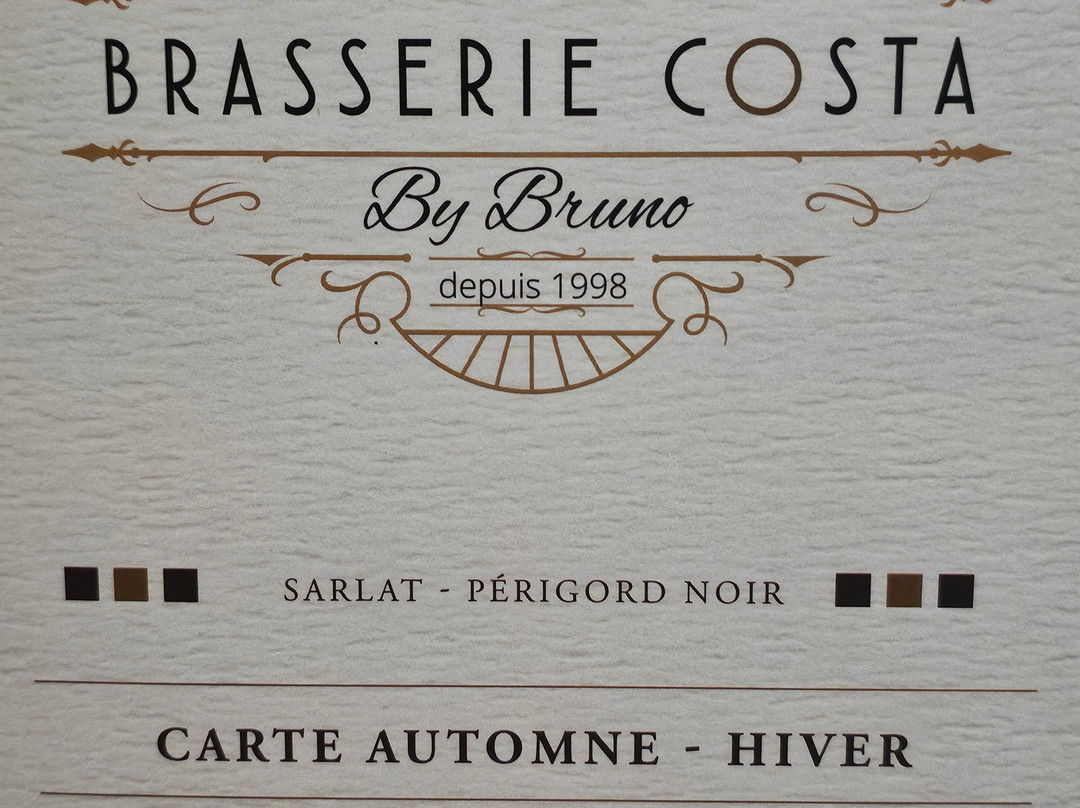 BRASSERIE COSTA
By Bruno
depuis 1998
SARLAT - PÉRIGORD NOIR
CARTE AUTOMNE - HIVER